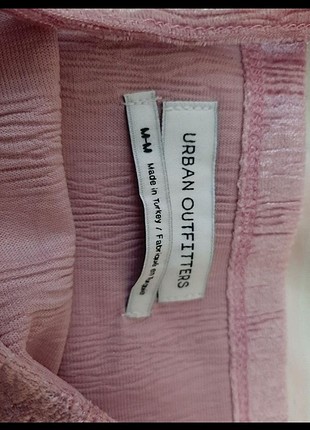 URBAN OUTFITTERS
M-M
Made in Turkey / Fabriqué en